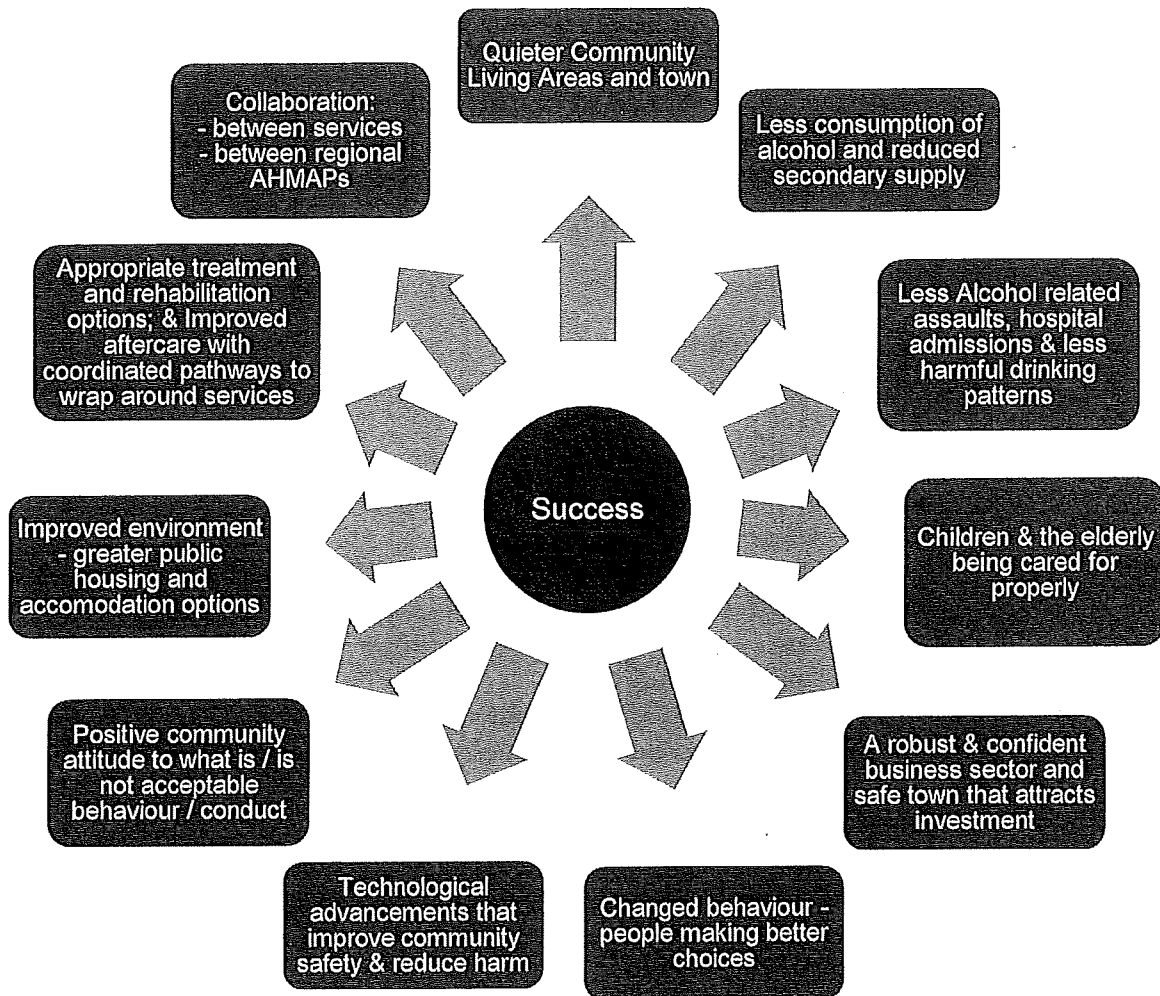 Quieter Community
Living Areas and town
Less consumption of
alcohol and reduced
secondary supply
Less Alcohol related
assaults, hospital
admissions & less
harmful drinking
patterns
Children & the elderly
being cared for
properly
A robust & confident
business sector and
safe town that attracts
investment
Changed behaviour -
people making better
choices
Technological
advancements that
improve community
safety & reduce harm
Positive community
attitude to what is / is
not acceptable
behaviour / conduct
Improved environment
- greater public
housing and
accomodation options
Appropriate treatment
and rehabilitation
options; & Improved
aftercare with
coordinated pathways to
wrap around services
Collaboration:
- between services
- between regional
AHMAPs
Success